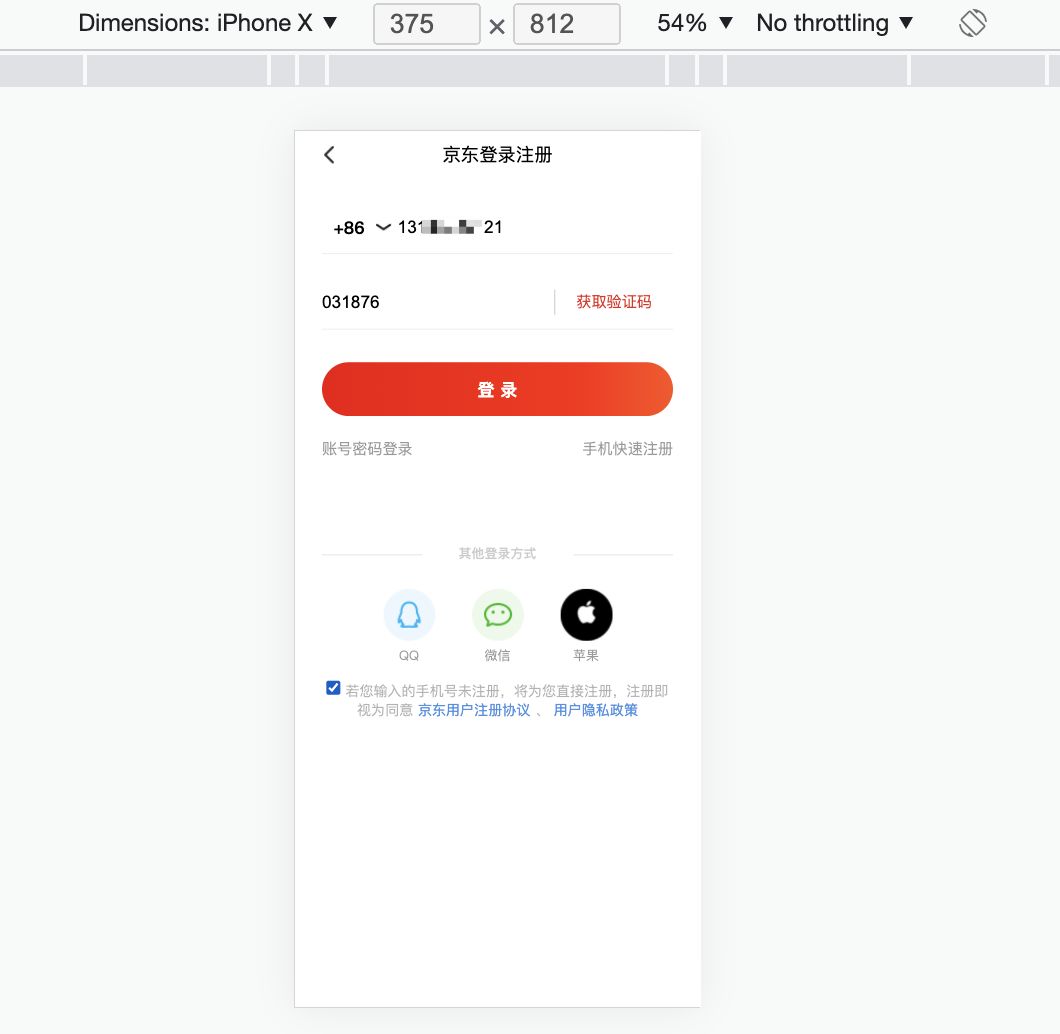 Dimensions: iPhone X ▼ 375 × 812 54% ▼ No throttling ▼
京东登录注册
+86 131 21
031876 获取验证码
登录
账号密码登录 手机快速注册
其他登录方式
QQ 微信 苹果
若您输入的手机号未注册，将为您直接注册，注册即
视为同意 京东用户注册协议 、 用户隐私政策